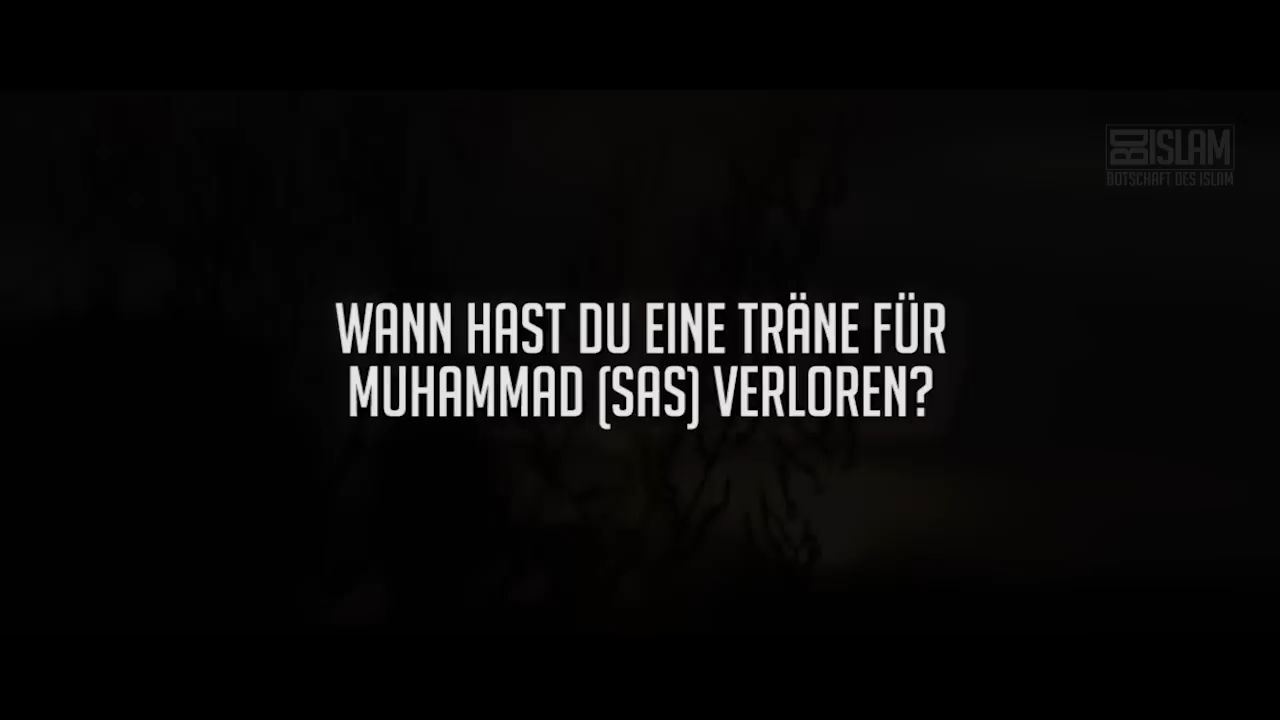 BDISLAM
BOTSCHAFT DES ISLAM
WANN HAST DU EINE TRÄNE FÜR
MUHAMMAD (SAS) VERLOREN?